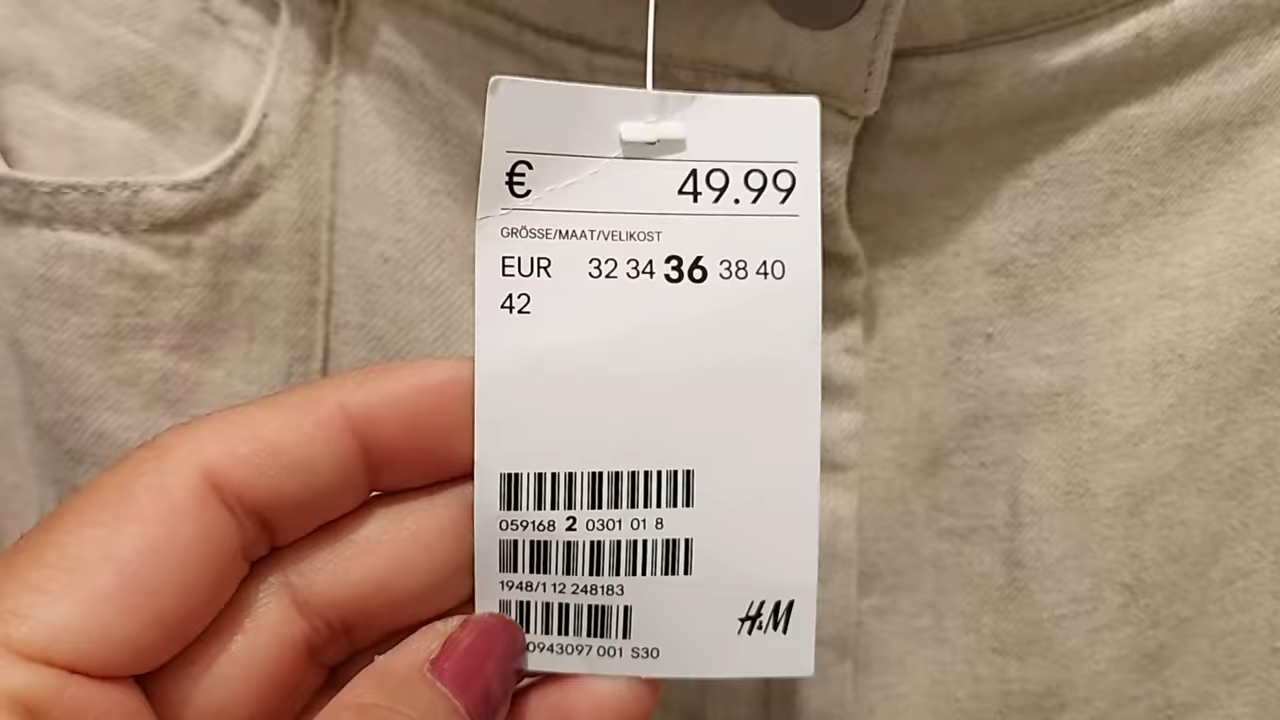 € 49.99
GRÖSSE/MAAT/VELIKOST
EUR 32 34 36 38 40
42
059168 2 0301 01 8
1948/1 12 248183
0943097 001 S30
H&M